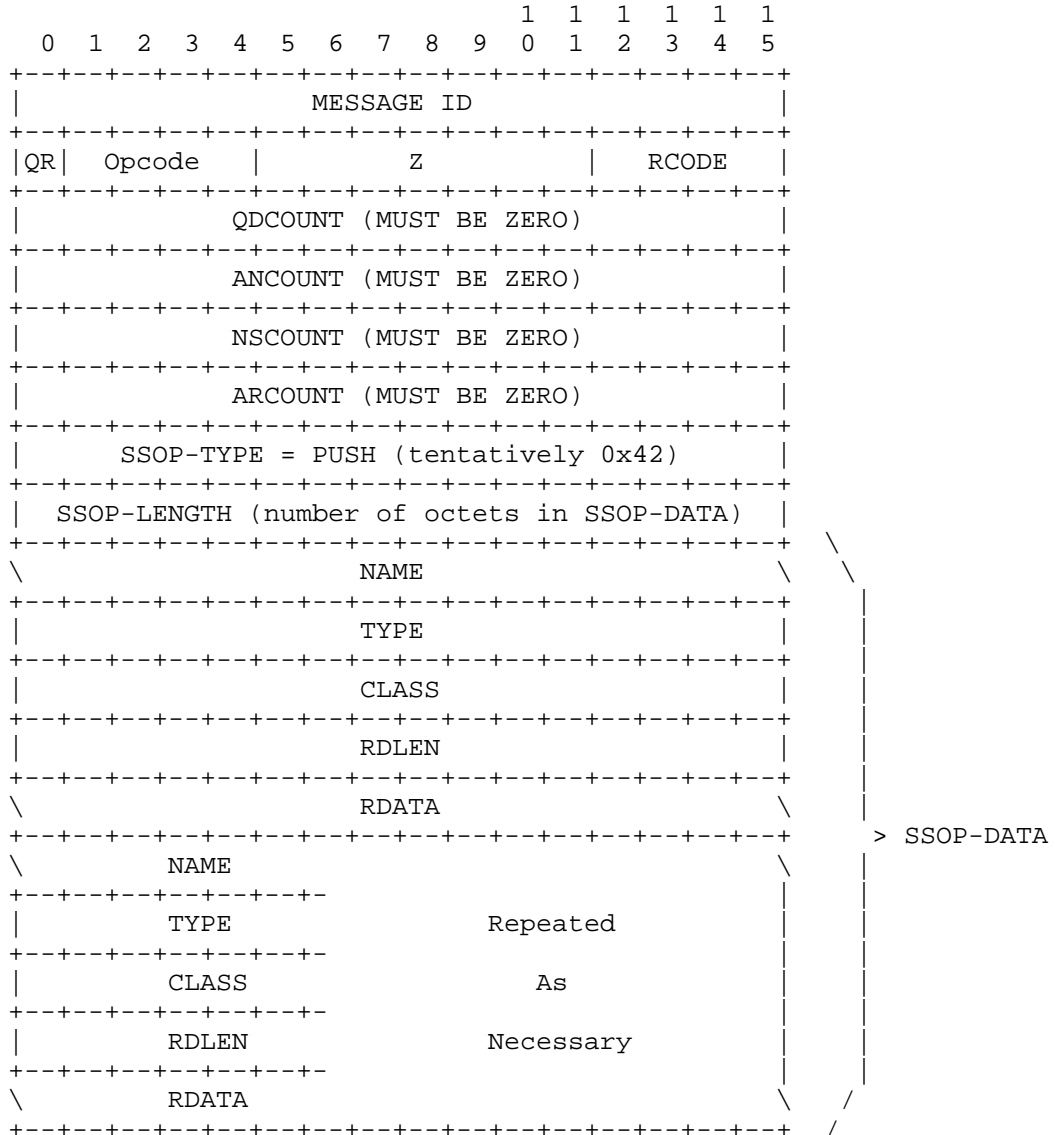 1  1  1  1  1  1
   0  1  2  3  4  5  6  7  8  9  0  1  2  3  4  5
 +--+--+--+--+--+--+--+--+--+--+--+--+--+--+--+--+
 |                  MESSAGE ID                   |
 +--+--+--+--+--+--+--+--+--+--+--+--+--+--+--+--+
 |QR|  Opcode   |         Z          |   RCODE   |
 +--+--+--+--+--+--+--+--+--+--+--+--+--+--+--+--+
 |             QDCOUNT (MUST BE ZERO)            |
 +--+--+--+--+--+--+--+--+--+--+--+--+--+--+--+--+
 |             ANCOUNT (MUST BE ZERO)            |
 +--+--+--+--+--+--+--+--+--+--+--+--+--+--+--+--+
 |             NSCOUNT (MUST BE ZERO)            |
 +--+--+--+--+--+--+--+--+--+--+--+--+--+--+--+--+
 |             ARCOUNT (MUST BE ZERO)            |
 +--+--+--+--+--+--+--+--+--+--+--+--+--+--+--+--+
 |      SSOP-TYPE = PUSH (tentatively 0x42)      |
 +--+--+--+--+--+--+--+--+--+--+--+--+--+--+--+--+
 |  SSOP-LENGTH (number of octets in SSOP-DATA)  |
 +--+--+--+--+--+--+--+--+--+--+--+--+--+--+--+--+  \
 \                     NAME                      \   \
 +--+--+--+--+--+--+--+--+--+--+--+--+--+--+--+--+    |
 |                     TYPE                      |    |
 +--+--+--+--+--+--+--+--+--+--+--+--+--+--+--+--+    |
 |                     CLASS                     |    |
 +--+--+--+--+--+--+--+--+--+--+--+--+--+--+--+--+    |
 |                     RDLEN                     |    |
 +--+--+--+--+--+--+--+--+--+--+--+--+--+--+--+--+    |
 \                     RDATA                     \    |
 +--+--+--+--+--+--+--+--+--+--+--+--+--+--+--+--+     > SSOP-DATA
 \         NAME                                  \    |
 +--+--+--+--+--+--+-                            |    |
 |         TYPE                Repeated          |    |
 +--+--+--+--+--+--+-                            |    |
 |         CLASS                  As             |    |
 +--+--+--+--+--+--+-                            |    |
 |         RDLEN               Necessary         |    |
 +--+--+--+--+--+--+-                            |    |
 \         RDATA                                 \   /
 +--+--+--+--+--+--+--+--+--+--+--+--+--+--+--+--+  /